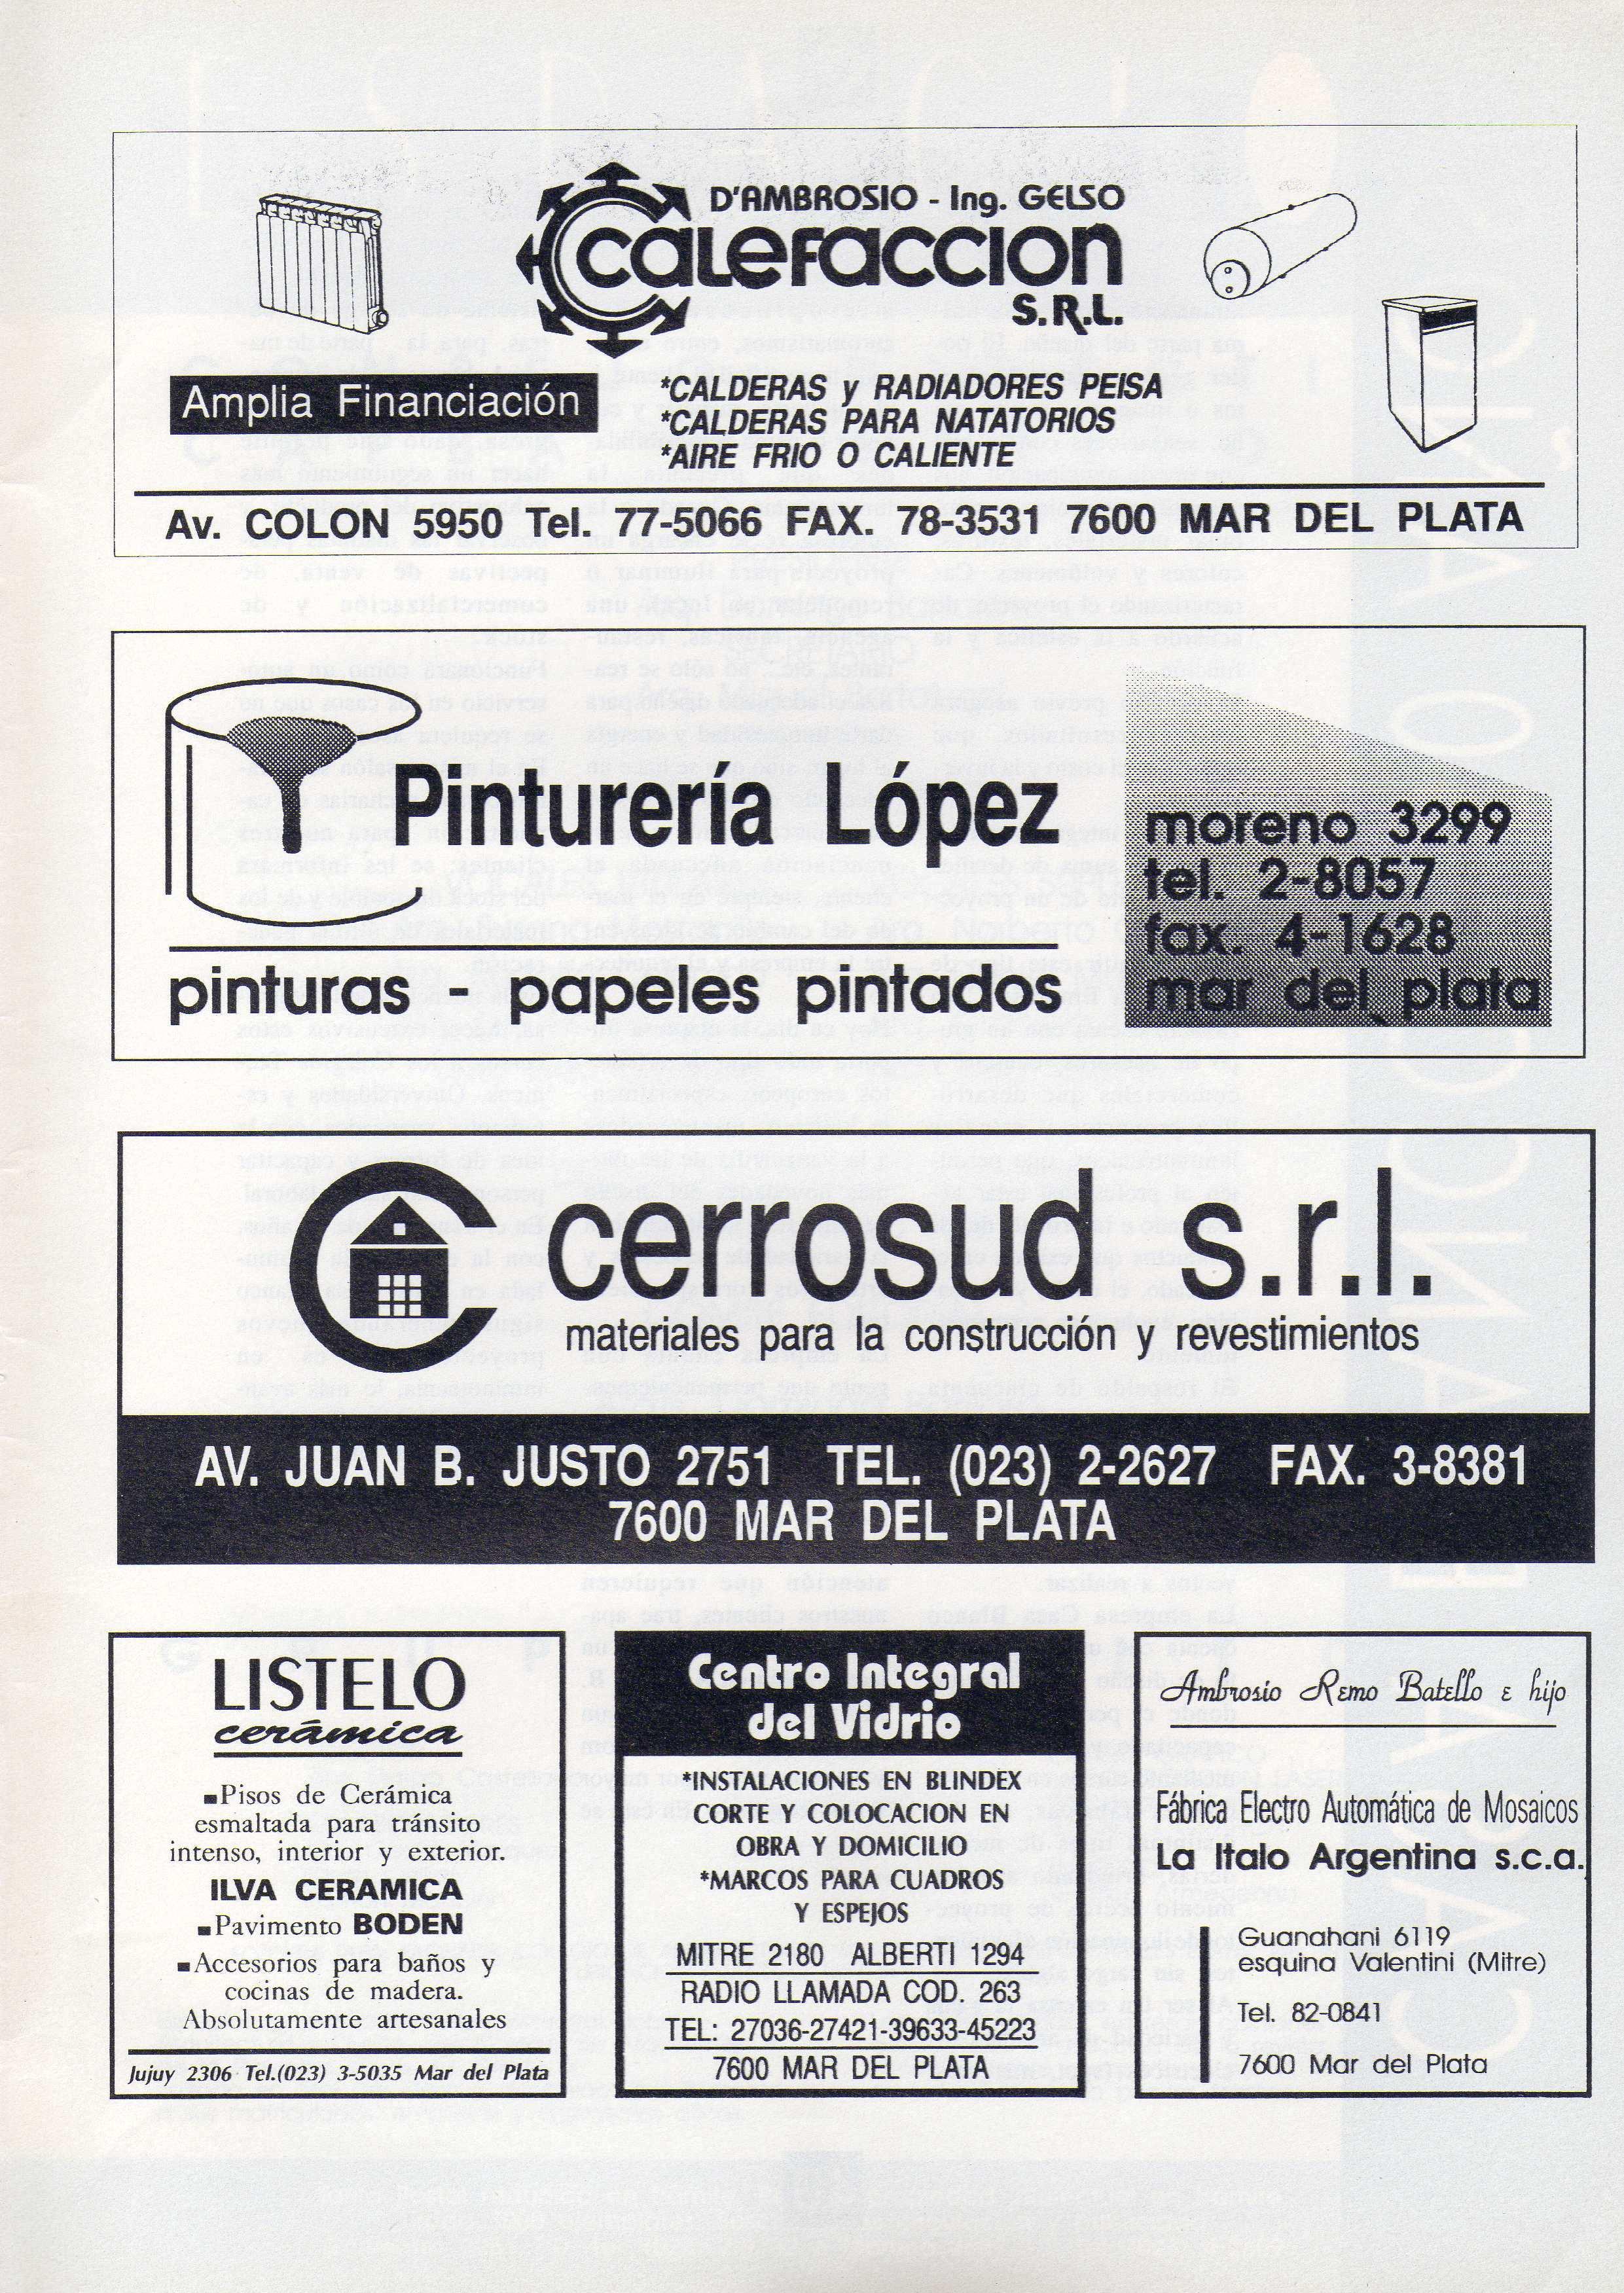 D'AMBROSIO - Ing. GELSO
CALEFACCION
S.R.L.
Amplia Financiación
*CALDERAS y RADIADORES PEISA
*CALDERAS PARA NATATORIOS
*AIRE FRIO O CALIENTE
Av. COLON 5950 Tel. 77-5066 FAX. 78-3531 7600 MAR DEL PLATA
Pinturería López
pinturas - papeles pintados
moreno 3299
tel. 2-8057
fax. 4-1628
mar del plata
cerrosud s.r.l.
materiales para la construcción y revestimientos
AV. JUAN B. JUSTO 2751 TEL. (023) 2-2627 FAX. 3-8381
7600 MAR DEL PLATA
LISTELO
cerámica
▪Pisos de Cerámica
esmaltada para tránsito
intenso, interior y exterior.
ILVA CERAMICA
▪Pavimento BODEN
▪Accesorios para baños y
cocinas de madera.
Absolutamente artesanales
Jujuy 2306 Tel.(023) 3-5035 Mar del Plata
Centro Integral
del Vidrio
*INSTALACIONES EN BLINDEX
CORTE Y COLOCACION EN
OBRA Y DOMICILIO
*MARCOS PARA CUADROS
Y ESPEJOS
MITRE 2180 ALBERTI 1294
RADIO LLAMADA COD. 263
TEL: 27036-27421-39633-45223
7600 MAR DEL PLATA
Ambrosio Remo Batello e hijo
Fábrica Electro Automática de Mosaicos
La Italo Argentina s.c.a.
Guanahani 6119
esquina Valentini (Mitre)
Tel. 82-0841
7600 Mar del Plata